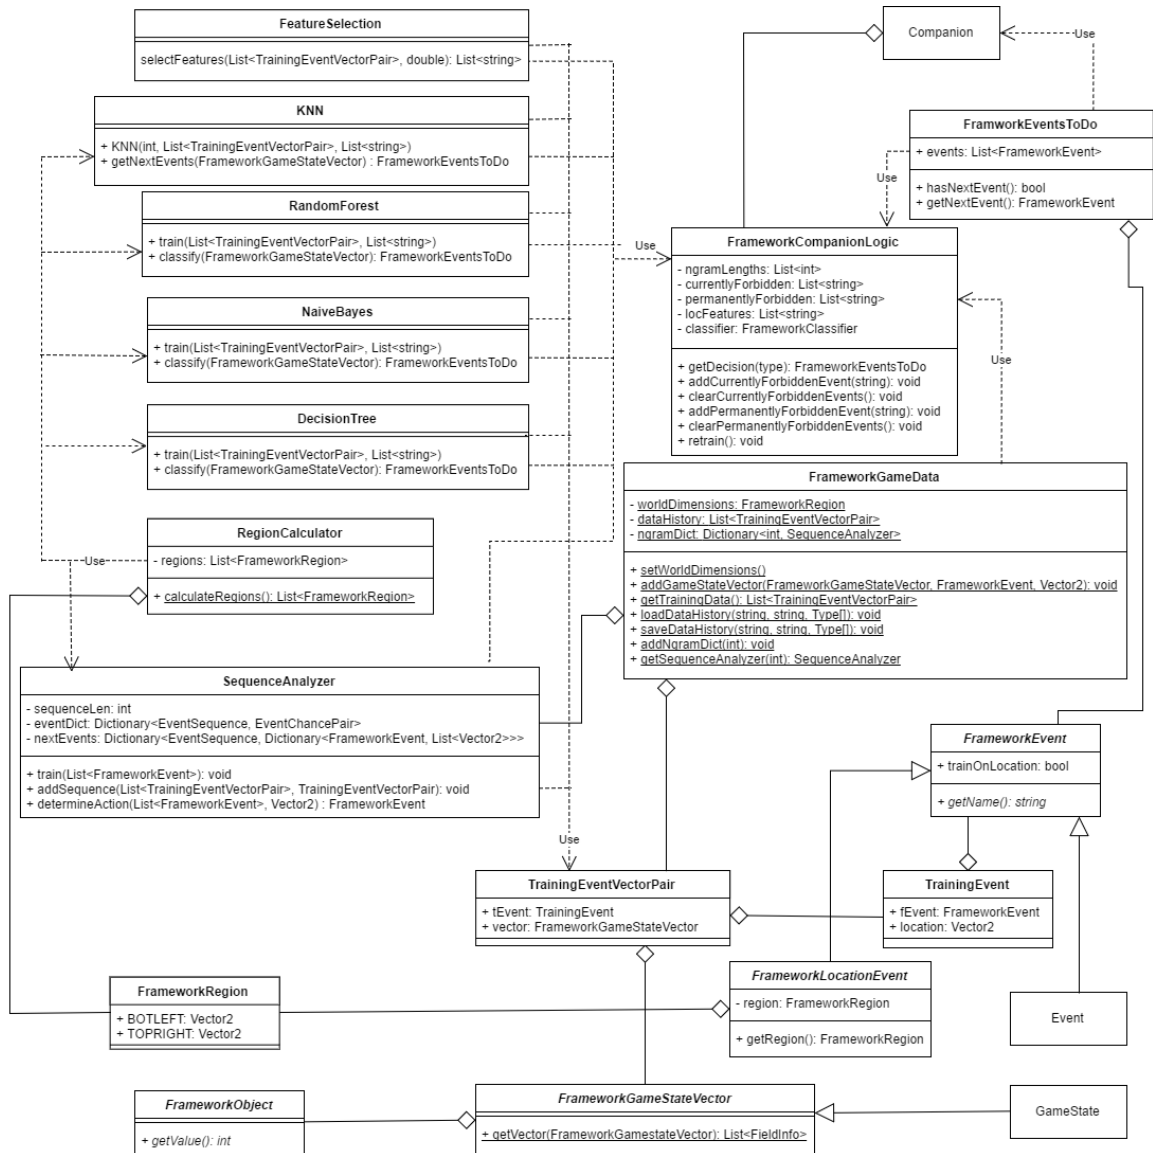 FeatureSelection
selectFeatures(List<TrainingEventVectorPair>, double): List<string>
Companion
Use
KNN
+ KNN(int, List<TrainingEventVectorPair>, List<string>)
+ getNextEvents(FrameworkGameStateVector) : FrameworkEventsToDo
FramworkEventsToDo
+ events: List<FrameworkEvent>
+ hasNextEvent(): bool
+ getNextEvent(): FrameworkEvent
Use
RandomForest
+ train(List<TrainingEventVectorPair>, List<string>)
+ classify(FrameworkGameStateVector): FrameworkEventsToDo
Use
FrameworkCompanionLogic
- ngramLengths: List<int>
- currentlyForbidden: List<string>
- permanentlyForbidden: List<string>
- locFeatures: List<string>
- classifier: FrameworkClassifier
+ getDecision(type): FrameworkEventsToDo
+ addCurrentlyForbiddenEvent(string): void
+ clearCurrentlyForbiddenEvents(): void
+ addPermanentlyForbiddenEvent(string): void
+ clearPermanentlyForbiddenEvents(): void
+ retrain(): void
Use
NaiveBayes
+ train(List<TrainingEventVectorPair>, List<string>)
+ classify(FrameworkGameStateVector): FrameworkEventsToDo
DecisionTree
+ train(List<TrainingEventVectorPair>, List<string>)
+ classify(FrameworkGameStateVector): FrameworkEventsToDo
FrameworkGameData
- worldDimensions: FrameworkRegion
- dataHistory: List<TrainingEventVectorPair>
- ngramDict: Dictionary<int, SequenceAnalyzer>
+ setWorldDimensions()
+ addGameStateVector(FrameworkGameStateVector, FrameworkEvent, Vector2): void
+ getTrainingData(): List<TrainingEventVectorPair>
+ loadDataHistory(string, string, Type[]): void
+ saveDataHistory(string, string, Type[]): void
+ addNgramDict(int): void
+ getSequenceAnalyzer(int): SequenceAnalyzer
RegionCalculator
- regions: List<FrameworkRegion>
+ calculateRegions(): List<FrameworkRegion>
Use
SequenceAnalyzer
- sequenceLen: int
- eventDict: Dictionary<EventSequence, EventChancePair>
- nextEvents: Dictionary<EventSequence, Dictionary<FrameworkEvent, List<Vector2>>>
+ train(List<FrameworkEvent>): void
+ addSequence(List<TrainingEventVectorPair>, TrainingEventVectorPair): void
+ determineAction(List<FrameworkEvent>, Vector2) : FrameworkEvent
FrameworkEvent
+ trainOnLocation: bool
+ getName(): string
Use
TrainingEventVectorPair
+ tEvent: TrainingEvent
+ vector: FrameworkGameStateVector
TrainingEvent
+ fEvent: FrameworkEvent
+ location: Vector2
FrameworkRegion
+ BOTLEFT: Vector2
+ TOPRIGHT: Vector2
FrameworkLocationEvent
- region: FrameworkRegion
+ getRegion(): FrameworkRegion
Event
FrameworkObject
+ getValue(): int
FrameworkGameStateVector
+ getVector(FrameworkGamestateVector): List<FieldInfo>
GameState